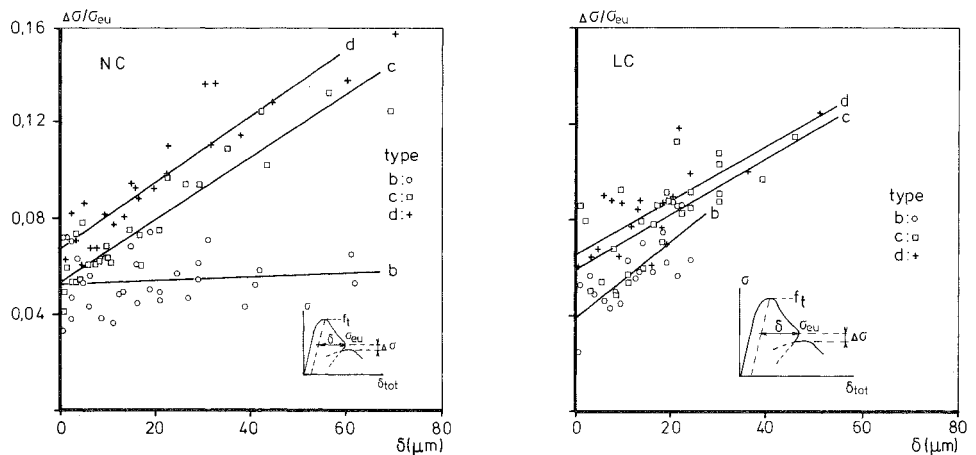 Δσ/σeu
0,16
0,12
0,08
0,04
0
NC
d
c
b
type
b:○
c:□
d:+
σ
ft
δ
σeu
Δσ
δtot
0 20 40 60 80
δ(μm)
Δσ/σeu
LC
d
c
b
type
b:○
c:□
d:+
σ
ft
δ
σeu
Δσ
δtot
0 20 40 60 80
δ(μm)